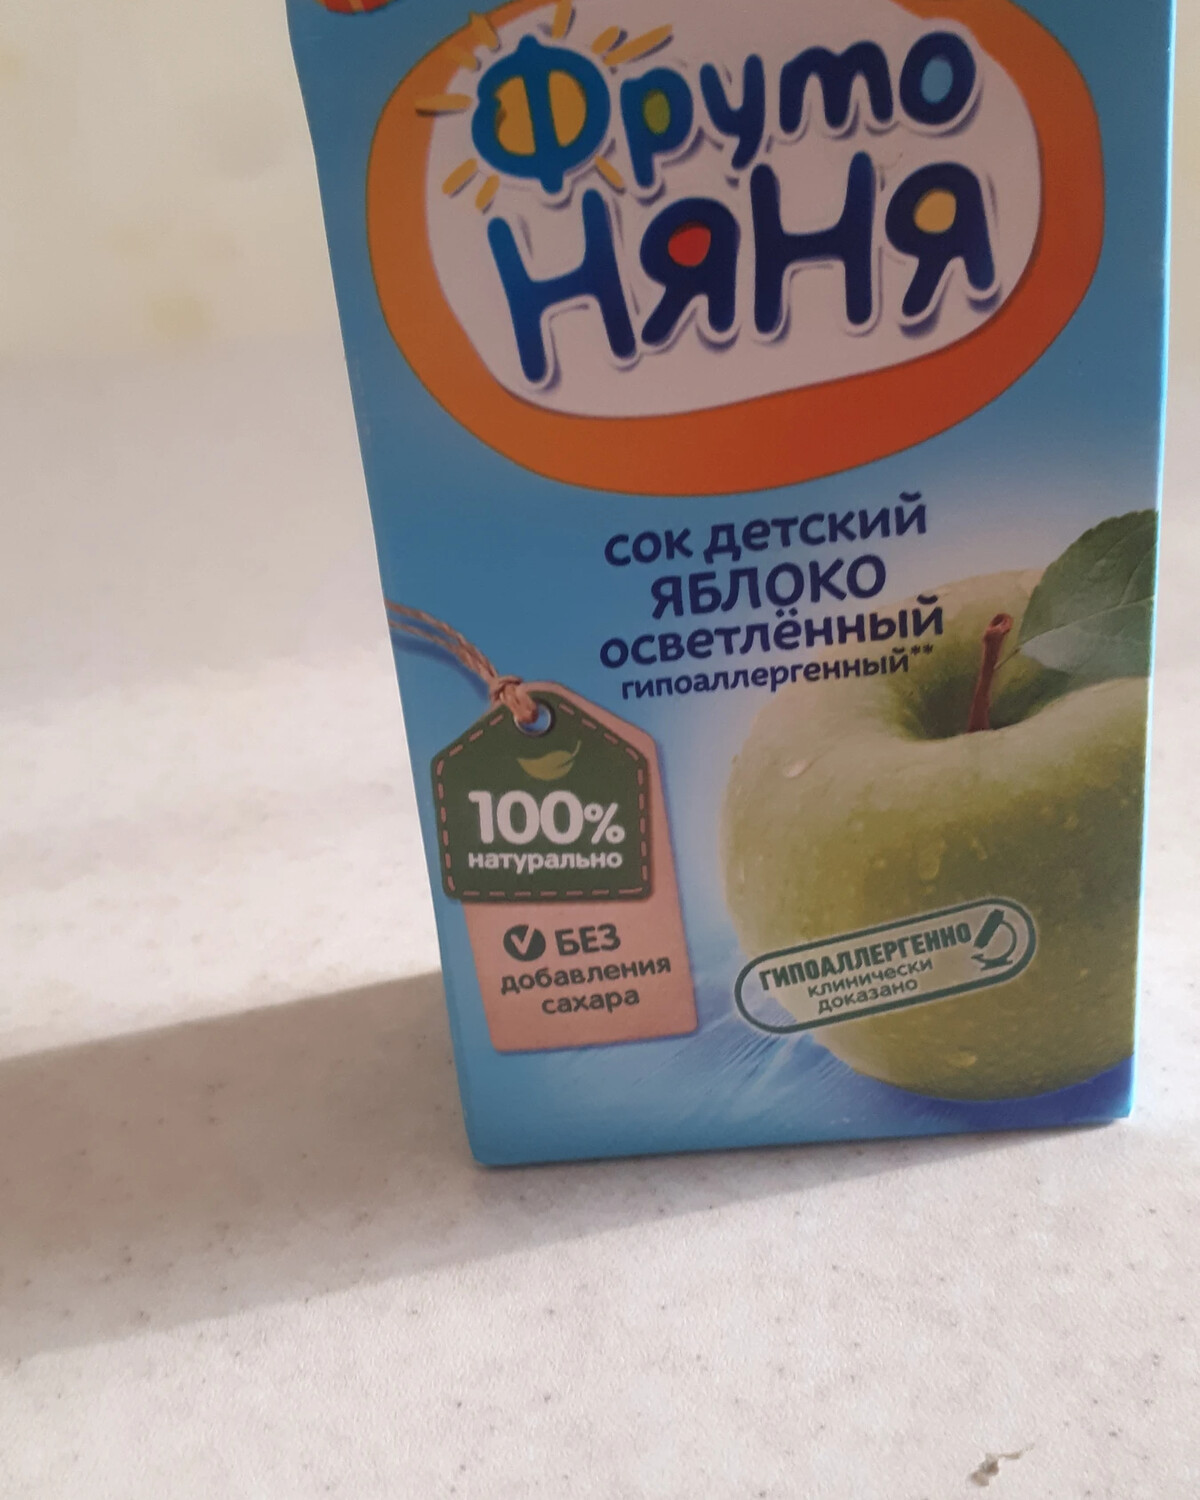 Фруто
НЯНЯ
сок детский
ЯБЛОКО
осветлённый
гипоаллергенный**
100%
натурально
БЕЗ
добавления
сахара
ГИПОАЛЛЕРГЕННО
клинически
доказано